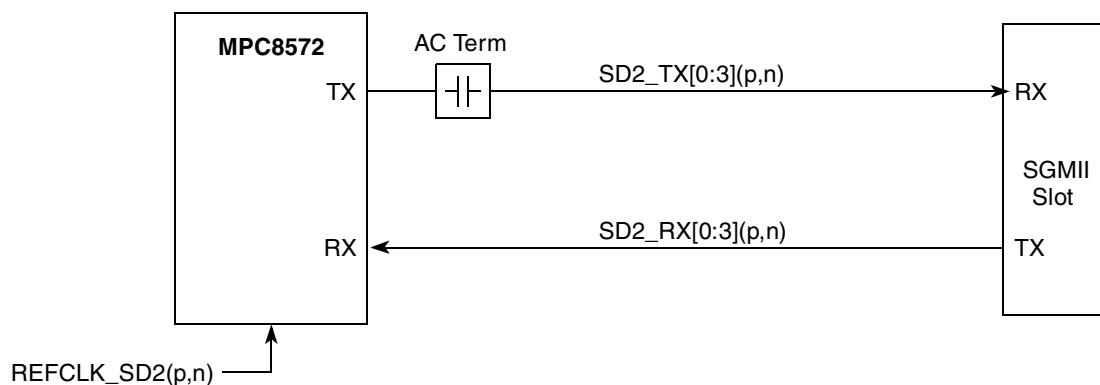 MPC8572
AC Term
TX
SD2_TX[0:3](p,n)
RX
SGMII
Slot
RX
SD2_RX[0:3](p,n)
TX
REFCLK_SD2(p,n)